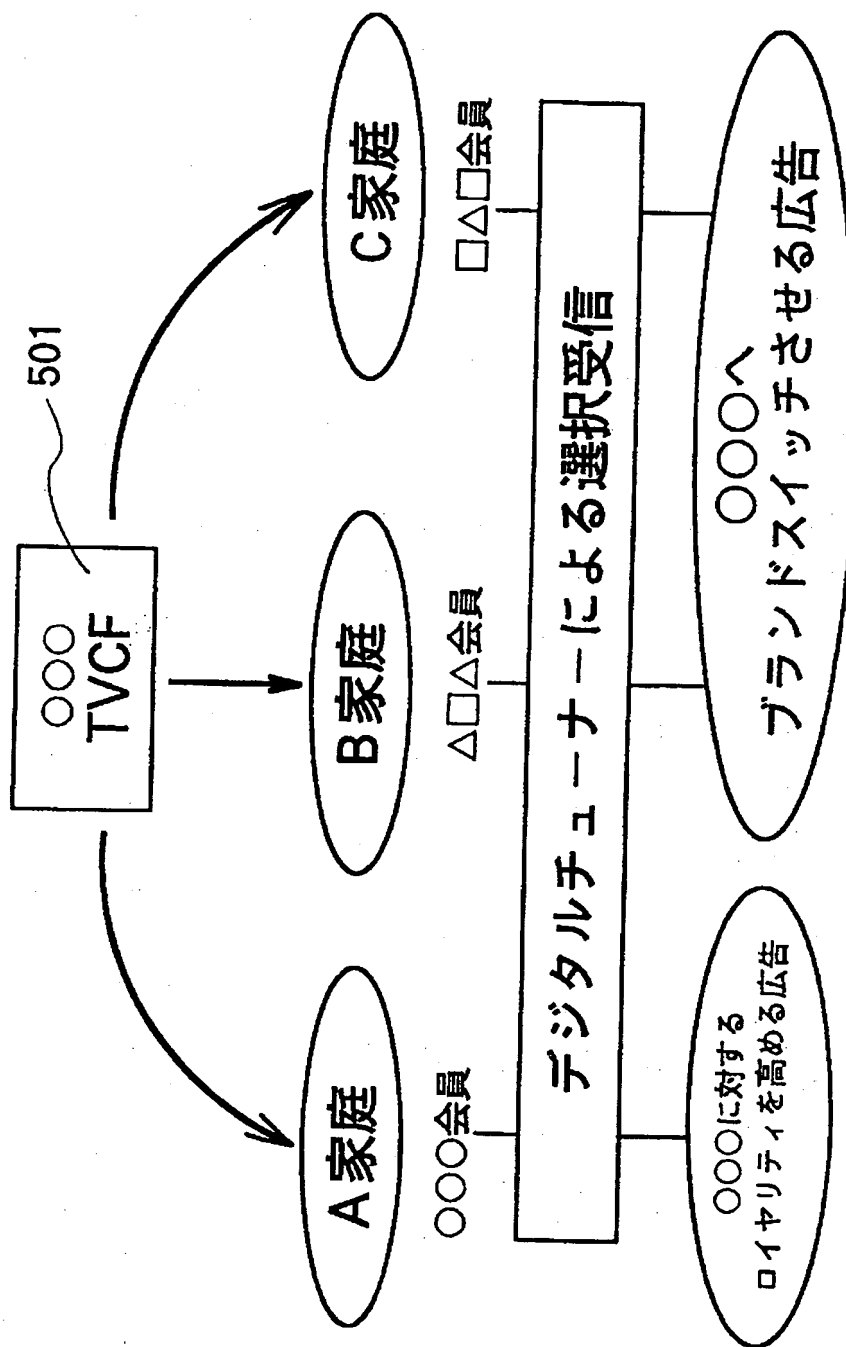 ○○○
TVCF
501
A家庭
B家庭
C家庭
○○○会員
△□△会員
□△□会員
デジタルチューナーによる選択受信
○○○に対する
ロイヤリティを高める広告
○○○へ
ブランドスイッチさせる広告